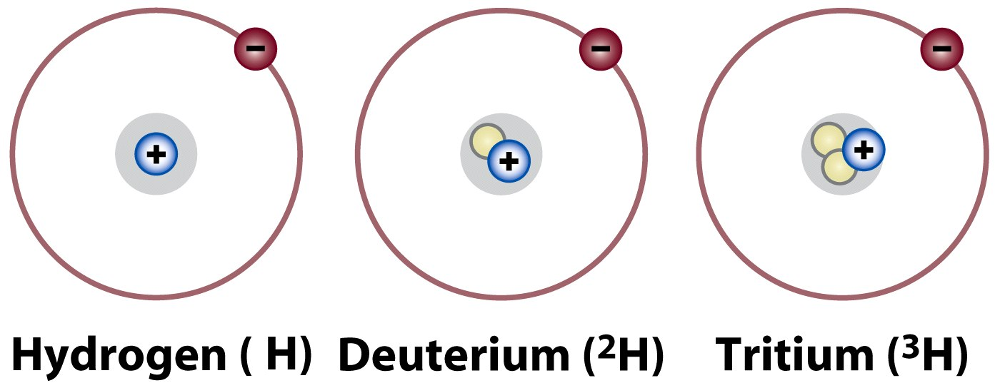 − − −
+ + +
Hydrogen ( H) Deuterium (²H) Tritium (³H)